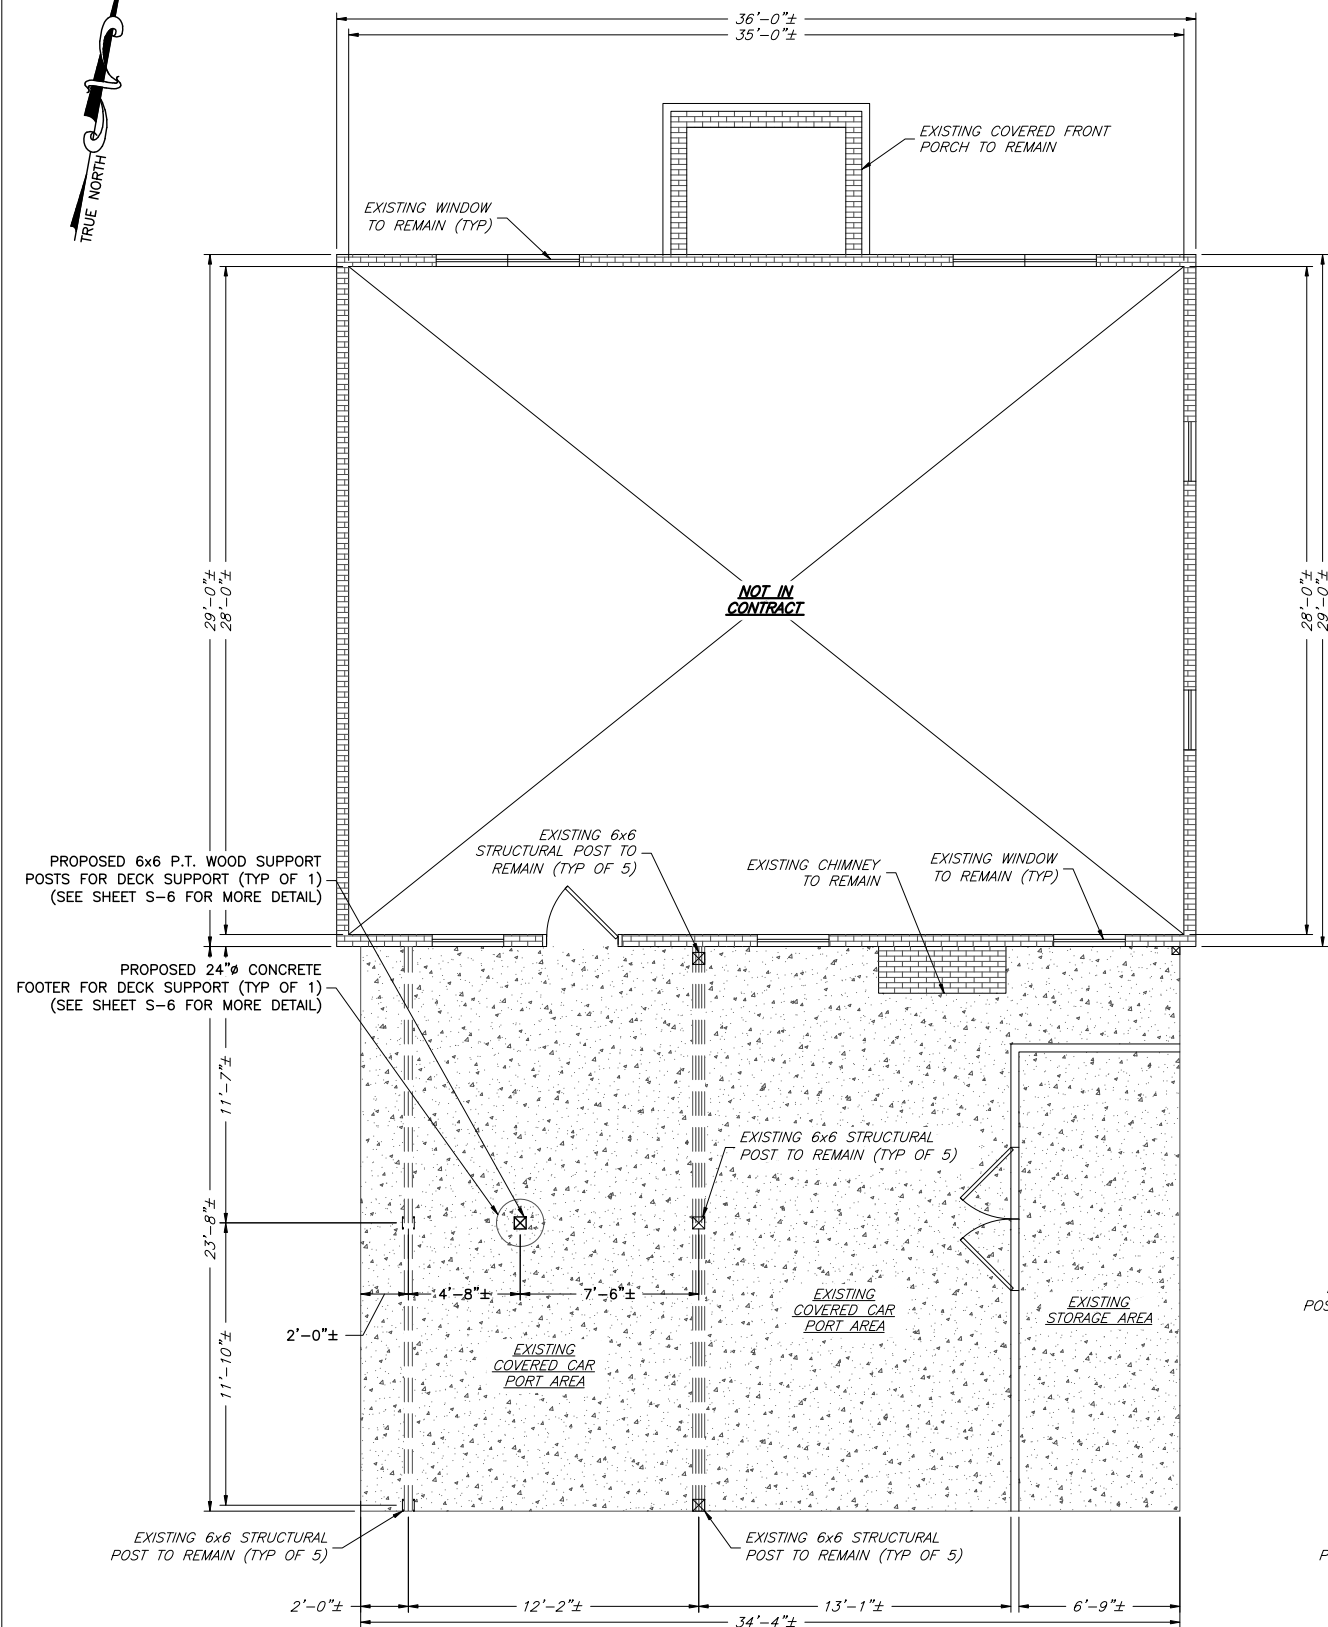 36'-0"±
35'-0"±
TRUE NORTH
EXISTING COVERED FRONT
PORCH TO REMAIN
EXISTING WINDOW
TO REMAIN (TYP)
29'-0"±
28'-0"±
NOT IN
CONTRACT
28'-0"±
29'-0"±
EXISTING 6x6
STRUCTURAL POST TO
REMAIN (TYP OF 5)
EXISTING CHIMNEY
TO REMAIN
EXISTING WINDOW
TO REMAIN (TYP)
PROPOSED 6x6 P.T. WOOD SUPPORT
POSTS FOR DECK SUPPORT (TYP OF 1)
(SEE SHEET S-6 FOR MORE DETAIL)
PROPOSED 24"ø CONCRETE
FOOTER FOR DECK SUPPORT (TYP OF 1)
(SEE SHEET S-6 FOR MORE DETAIL)
11'-7"±
23'-8"±
11'-10"±
EXISTING 6x6 STRUCTURAL
POST TO REMAIN (TYP OF 5)
4'-8"±
7'-6"±
2'-0"±
EXISTING
COVERED CAR
PORT AREA
EXISTING
COVERED CAR
PORT AREA
EXISTING
STORAGE AREA
POS
EXISTING 6x6 STRUCTURAL
POST TO REMAIN (TYP OF 5)
EXISTING 6x6 STRUCTURAL
POST TO REMAIN (TYP OF 5)
P
2'-0"±
12'-2"±
13'-1"±
6'-9"±
34'-4"±